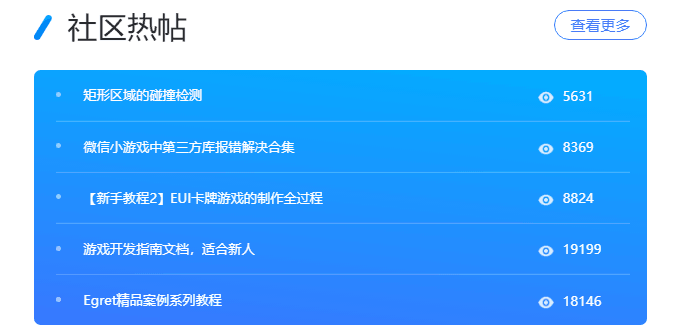 社区热帖
查看更多
矩形区域的碰撞检测 5631
微信小游戏中第三方库报错解决合集 8369
【新手教程2】EUI卡牌游戏的制作全过程 8824
游戏开发指南文档，适合新人 19199
Egret精品案例系列教程 18146